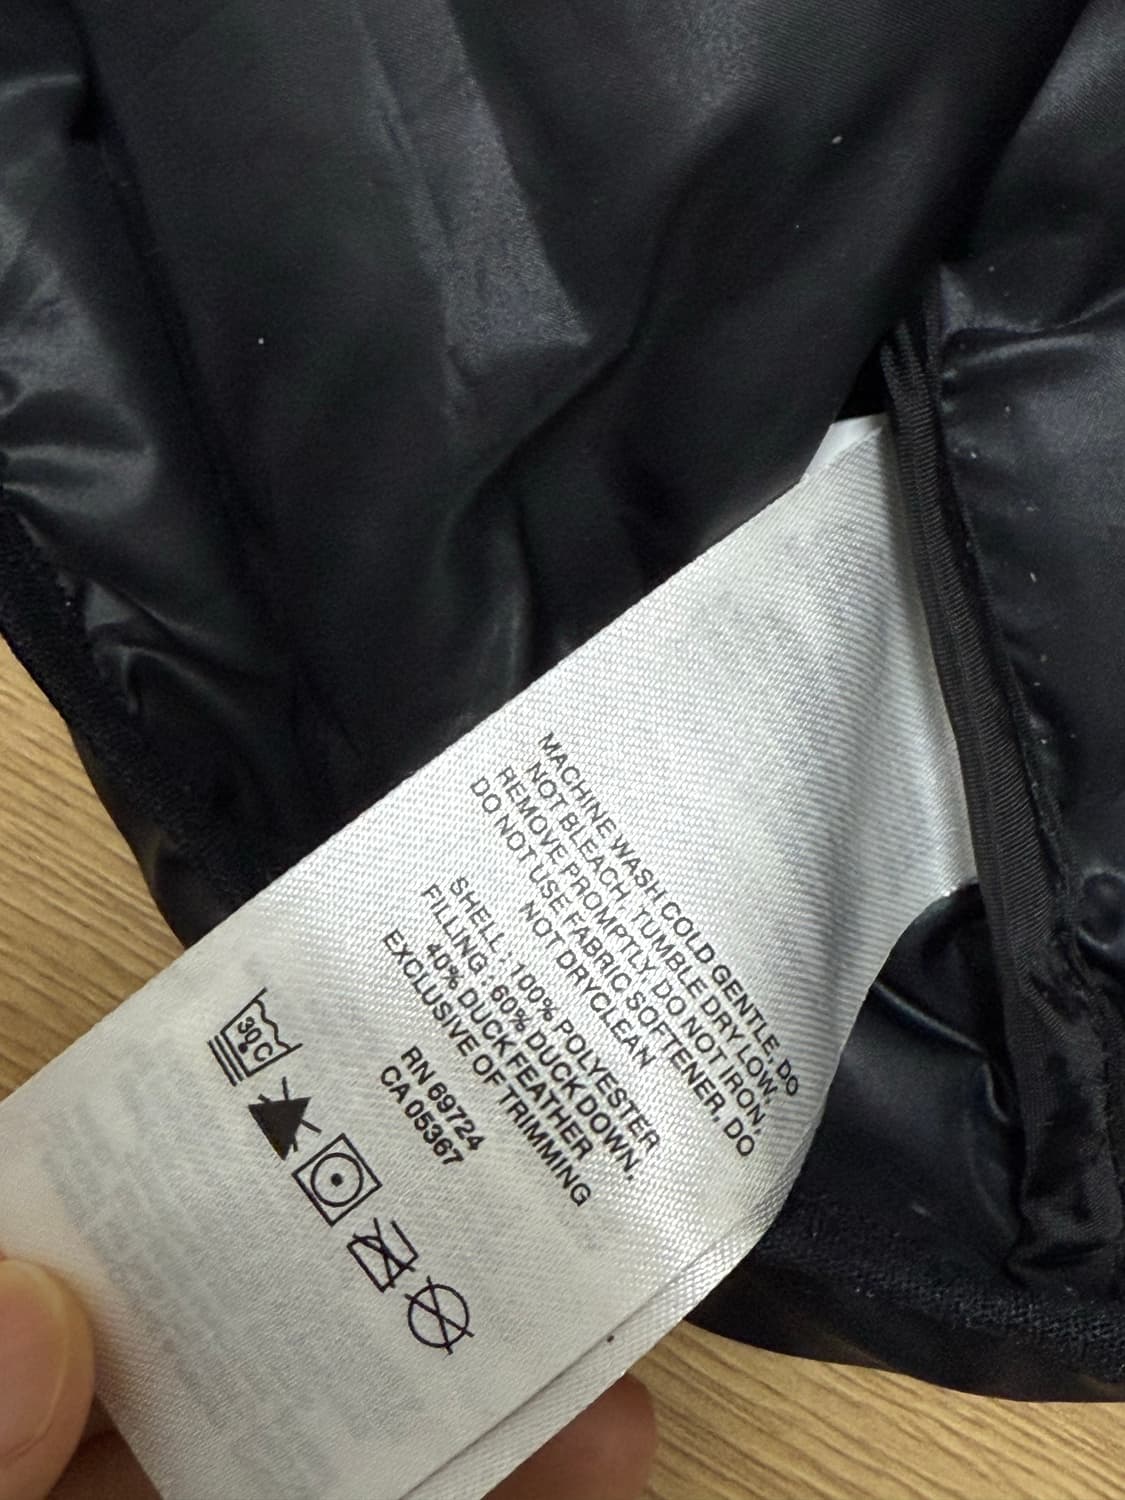 MACHINE WASH COLD GENTLE, DO
NOT BLEACH, TUMBLE DRY LOW,
REMOVE PROMPTLY, DO NOT IRON,
DO NOT USE FABRIC SOFTENER, DO
NOT DRYCLEAN
SHELL : 100% POLYESTER
FILLING : 60% DUCK DOWN,
40% DUCK FEATHER
EXCLUSIVE OF TRIMMING
RN 69724
CA 05367
30°C